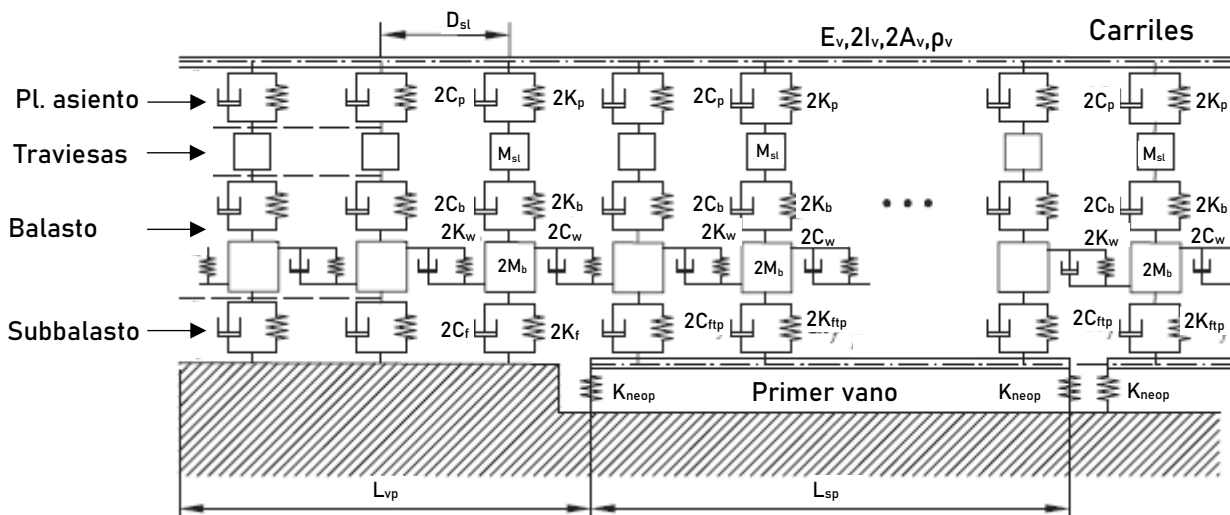 D_sl
E_v,2I_v,2A_v,ρ_v
Carriles
Pl. asiento
2C_p
2K_p
2C_p
2K_p
2C_p
2K_p
Traviesas
M_sl
M_sl
M_sl
Balasto
2C_b
2K_b
2C_b
2K_b
2C_b
2K_b
2K_w
2C_w
2K_w
2C_w
2K_w
2C_w
2M_b
2M_b
2M_b
Subbalasto
2C_f
2K_f
2C_ftp
2K_ftp
2C_ftp
2K_ftp
K_neop
Primer vano
K_neop
K_neop
L_vp
L_sp